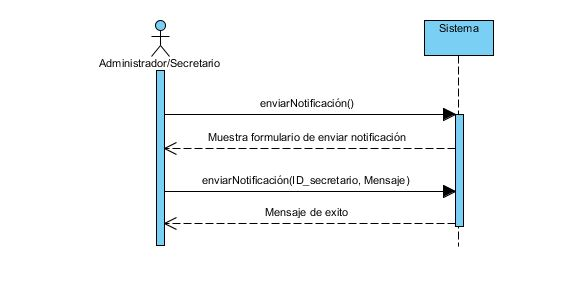 Sistema
Administrador/Secretario
enviarNotificación()
Muestra formulario de enviar notificación
enviarNotificación(ID_secretario, Mensaje)
Mensaje de exito